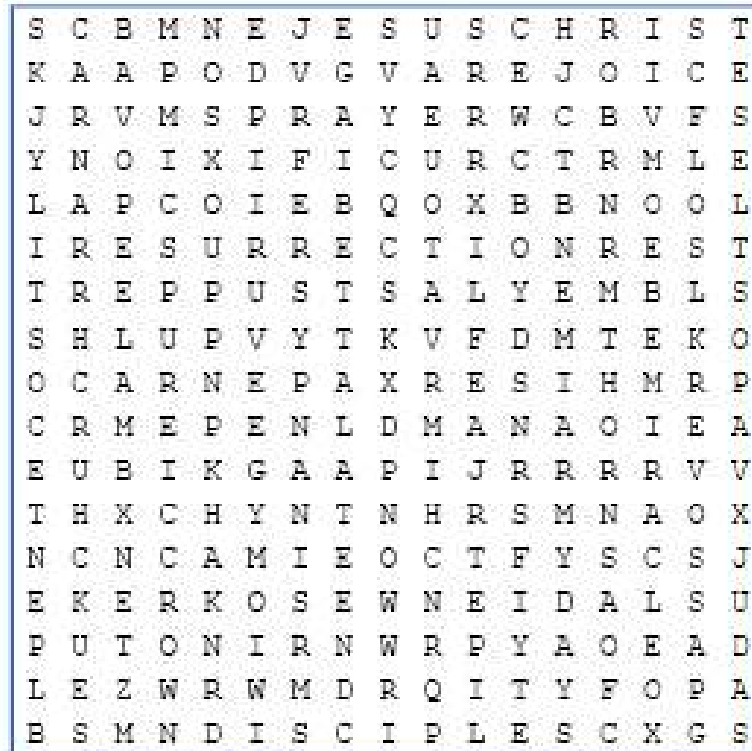 S C B M N E J E S U S C H R I S T
K A A P O D V G V A R E J O I C E
J R V M S P R A Y E R W C B V F S
Y N O I X I F I C U R C T R M L E
L A P C O I E B Q O X B B N O O L
I R E S U R R E C T I O N R E S T
T R E P P U S T S A L Y E M B L S
S H L U P V Y T K V F D M T E K O
O C A R N E P A X R E S I H M R P
C R M E P E N L D M A N A O I E A
E U B I K G A A P I J R R R R V V
T H X C H Y N T N H R S M N A O X
N C N C A M I E O C T F Y S C S J
E K E R K O S E W N E I D A L S U
P U T O N I R N W R P Y A O E A D
L E Z W R W M D R Q I T Y F O P A
B S M N D I S C I P L E S C X G S